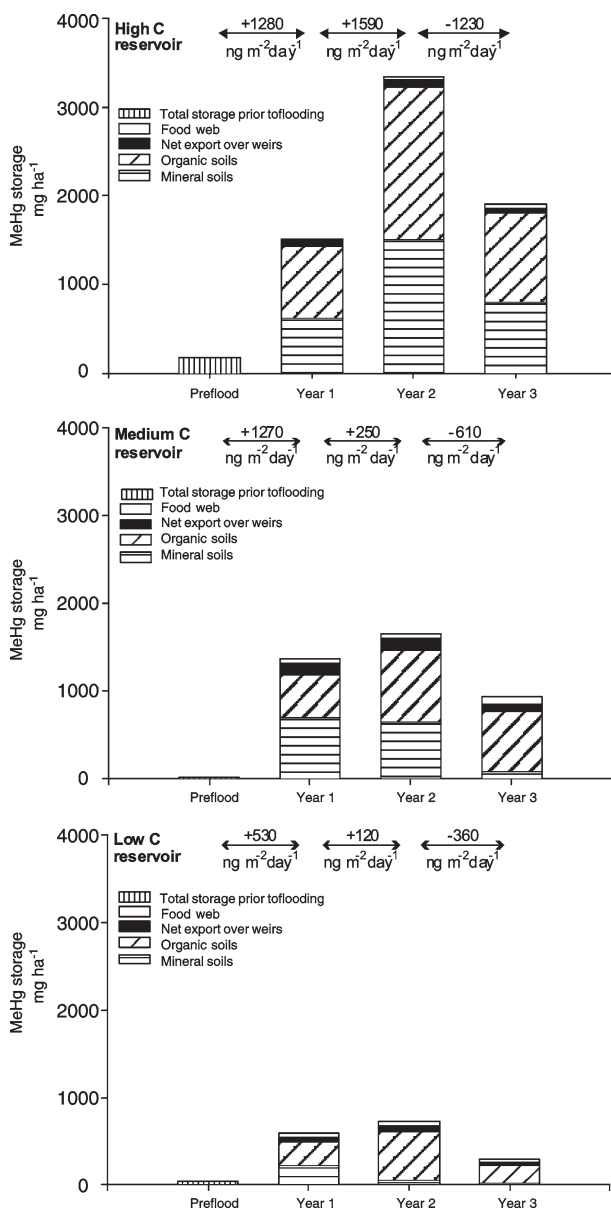 High C
reservoir
+1280
+1590
-1230
ng m-2day-1
ng m-2day-1
ng m-2day-1
Total storage prior toflooding
Food web
Net export over weirs
Organic soils
Mineral soils
MeHg storage
mg ha-1
4000
3000
2000
1000
0
Preflood
Year 1
Year 2
Year 3
Medium C
reservoir
+1270
+250
-610
ng m-2day-1
ng m-2day-1
ng m-2day-1
Total storage prior toflooding
Food web
Net export over weirs
Organic soils
Mineral soils
MeHg storage
mg ha-1
4000
3000
2000
1000
0
Preflood
Year 1
Year 2
Year 3
Low C
reservoir
+530
+120
-360
ng m-2day-1
ng m-2day-1
ng m-2day-1
Total storage prior toflooding
Food web
Net export over weirs
Organic soils
Mineral soils
MeHg storage
mg ha-1
4000
3000
2000
1000
0
Preflood
Year 1
Year 2
Year 3